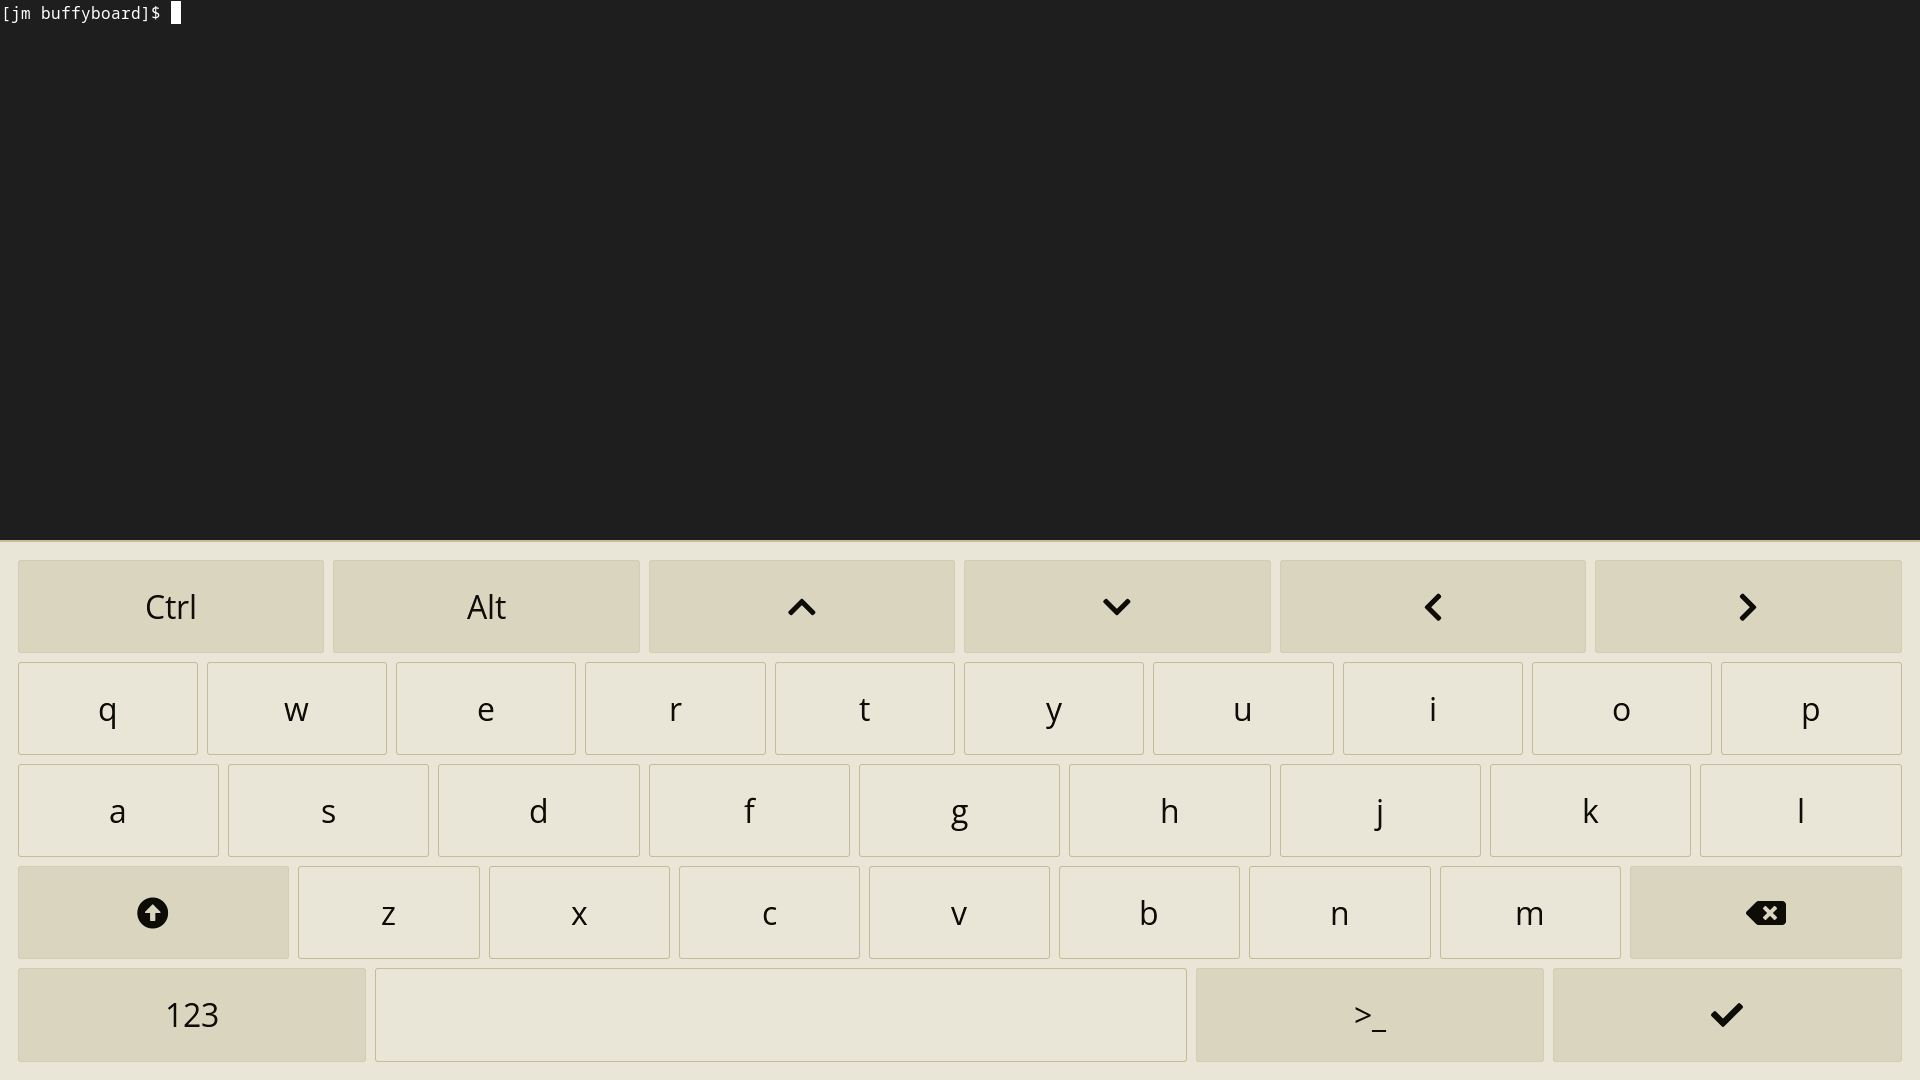 [jm buffyboard]$
Ctrl Alt
q w e r t y u i o p
a s d f g h j k l
z x c v b n m
123 >_